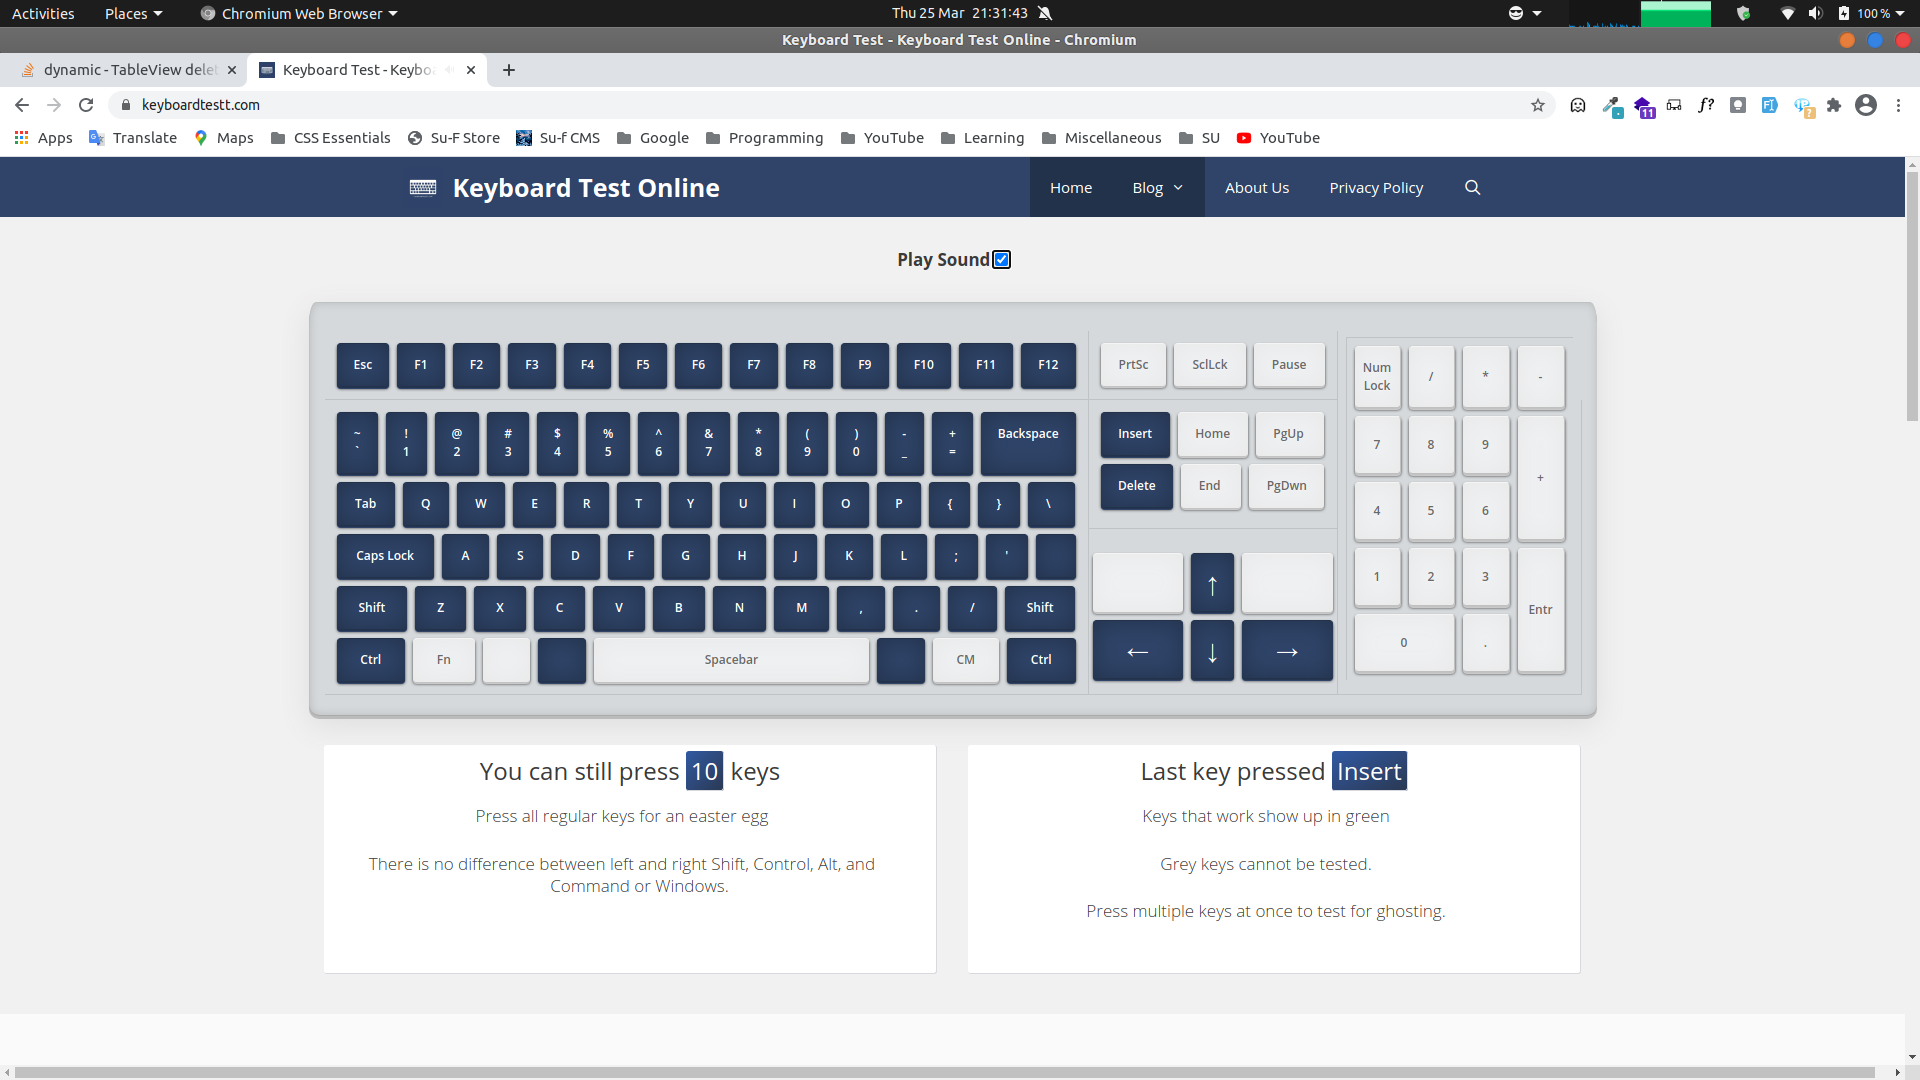 Activities Places Chromium Web Browser Thu 25 Mar 21:31:43 100 %
Keyboard Test - Keyboard Test Online - Chromium
dynamic - TableView dele Keyboard Test - Keybo
keyboardtestt.com 11 f? ?
Apps Translate Maps CSS Essentials Su-F Store Su-f CMS Google Programming YouTube Learning Miscellaneous SU YouTube
Keyboard Test Online Home Blog About Us Privacy Policy
Play Sound
Esc F1 F2 F3 F4 F5 F6 F7 F8 F9 F10 F11 F12 PrtSc SclLck Pause
Num Lock / * -
~ ! @ # $ % ^ & * ( ) - + Backspace Insert Home PgUp
` 1 2 3 4 5 6 7 8 9 0 _ = 7 8 9 +
Tab Q W E R T Y U I O P { } \ Delete End PgDwn
4 5 6
Caps Lock A S D F G H J K L ; '
Shift Z X C V B N M , . / Shift ↑ 1 2 3 Entr
Ctrl Fn Spacebar CM Ctrl ← ↓ → 0 .
You can still press 10 keys
Press all regular keys for an easter egg
There is no difference between left and right Shift, Control, Alt, and
Command or Windows.
Last key pressed Insert
Keys that work show up in green
Grey keys cannot be tested.
Press multiple keys at once to test for ghosting.